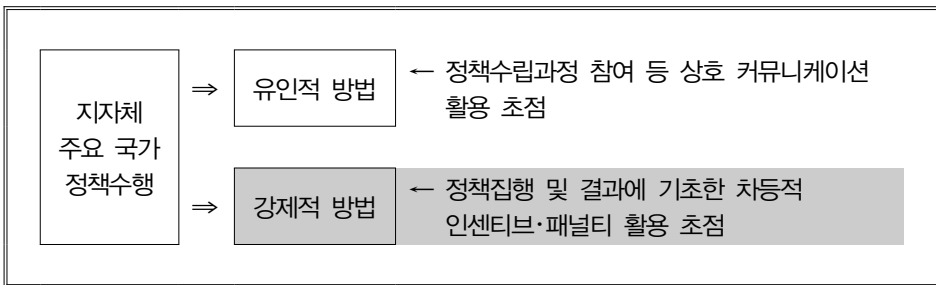 지자체
주요 국가
정책수행
⇒
유인적 방법
← 정책수립과정 참여 등 상호 커뮤니케이션
활용 초점
⇒
강제적 방법
← 정책집행 및 결과에 기초한 차등적
인센티브·패널티 활용 초점